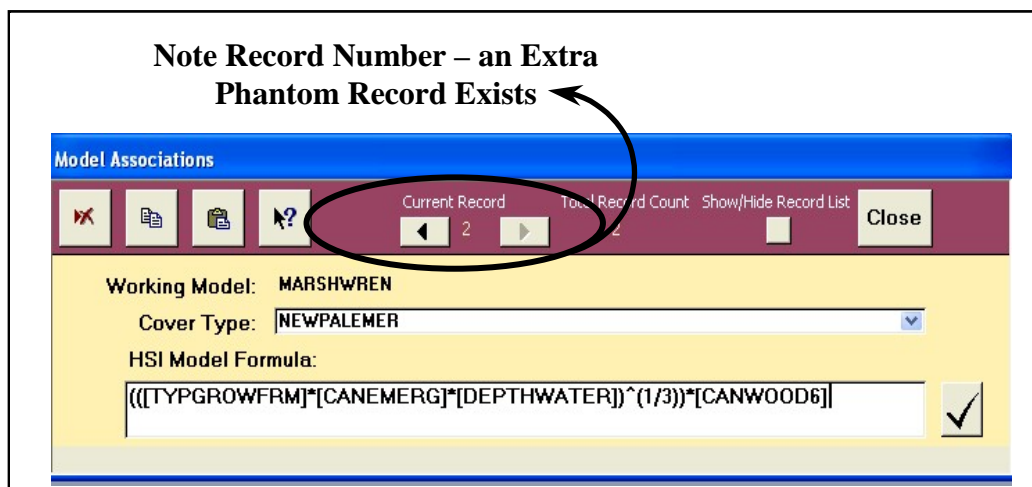 Note Record Number – an Extra
Phantom Record Exists
Model Associations
Current Record Total Record Count Show/Hide Record List
? 2 2 Close
Working Model: MARSHWREN
Cover Type: NEWPALEMER
HSI Model Formula:
(([TYPGROWFRM]*[CANEMERG]*[DEPTHWATER])^(1/3))*[CANWOOD6]